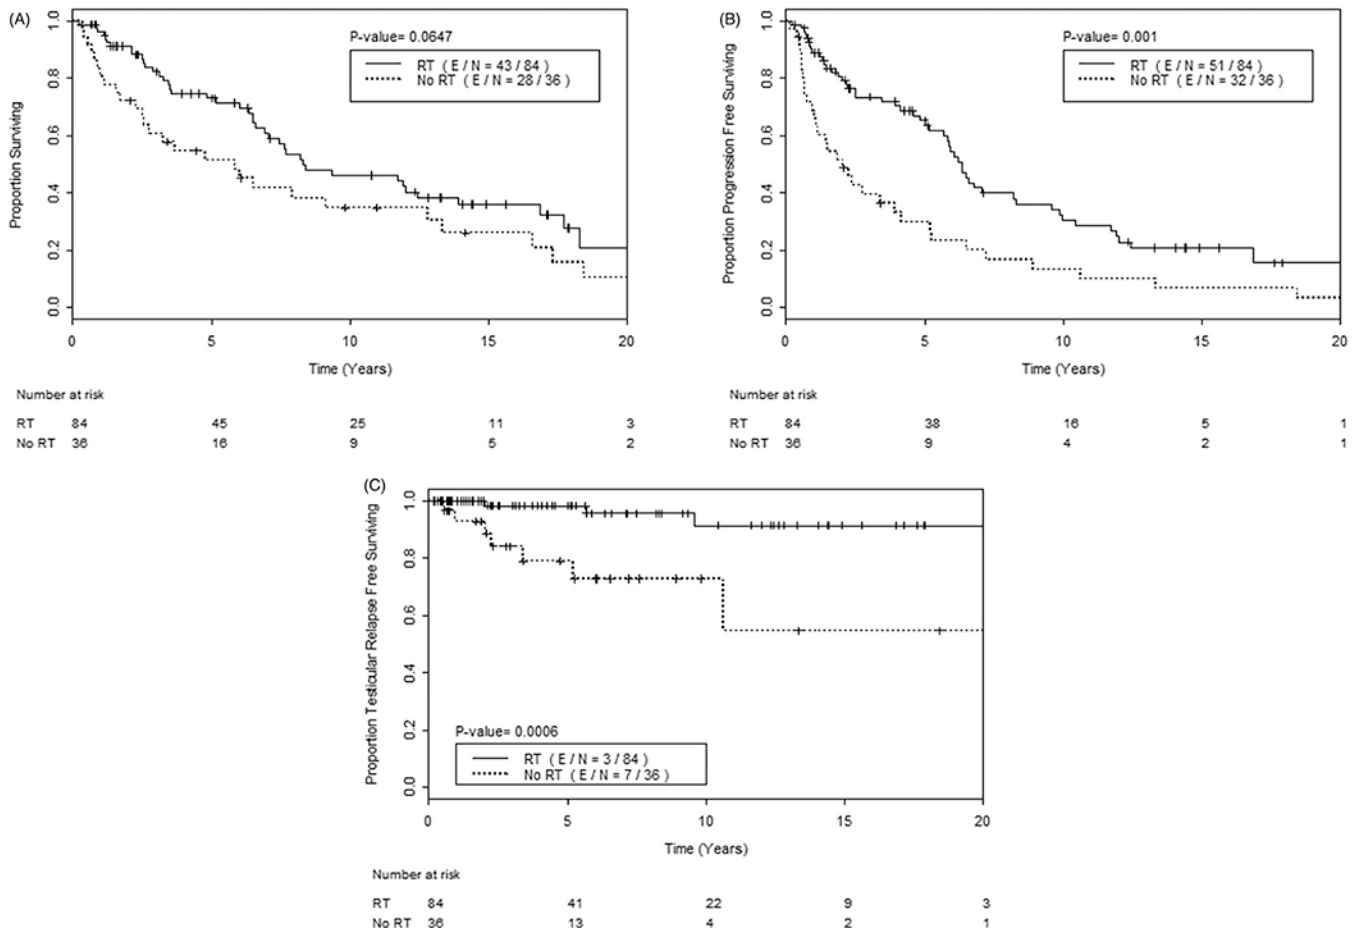 (A)
Proportion Surviving
1.0
0.8
0.6
0.4
0.2
0.0
P-value= 0.0647
RT ( E / N = 43 / 84 )
No RT ( E / N = 28 / 36 )
0 5 10 15 20
Time (Years)
Number at risk
RT 84 45 25 11 3
No RT 36 16 9 5 2
(B)
Proportion Progression Free Surviving
1.0
0.8
0.6
0.4
0.2
0.0
P-value= 0.001
RT ( E / N = 51 / 84 )
No RT ( E / N = 32 / 36 )
0 5 10 15 20
Time (Years)
Number at risk
RT 84 38 16 5 1
No RT 36 9 4 2 1
(C)
Proportion Testicular Relapse Free Surviving
1.0
0.8
0.6
0.4
0.2
0.0
P-value= 0.0006
RT ( E / N = 3 / 84 )
No RT ( E / N = 7 / 36 )
0 5 10 15 20
Time (Years)
Number at risk
RT 84 41 22 9 3
No RT 36 13 4 2 1